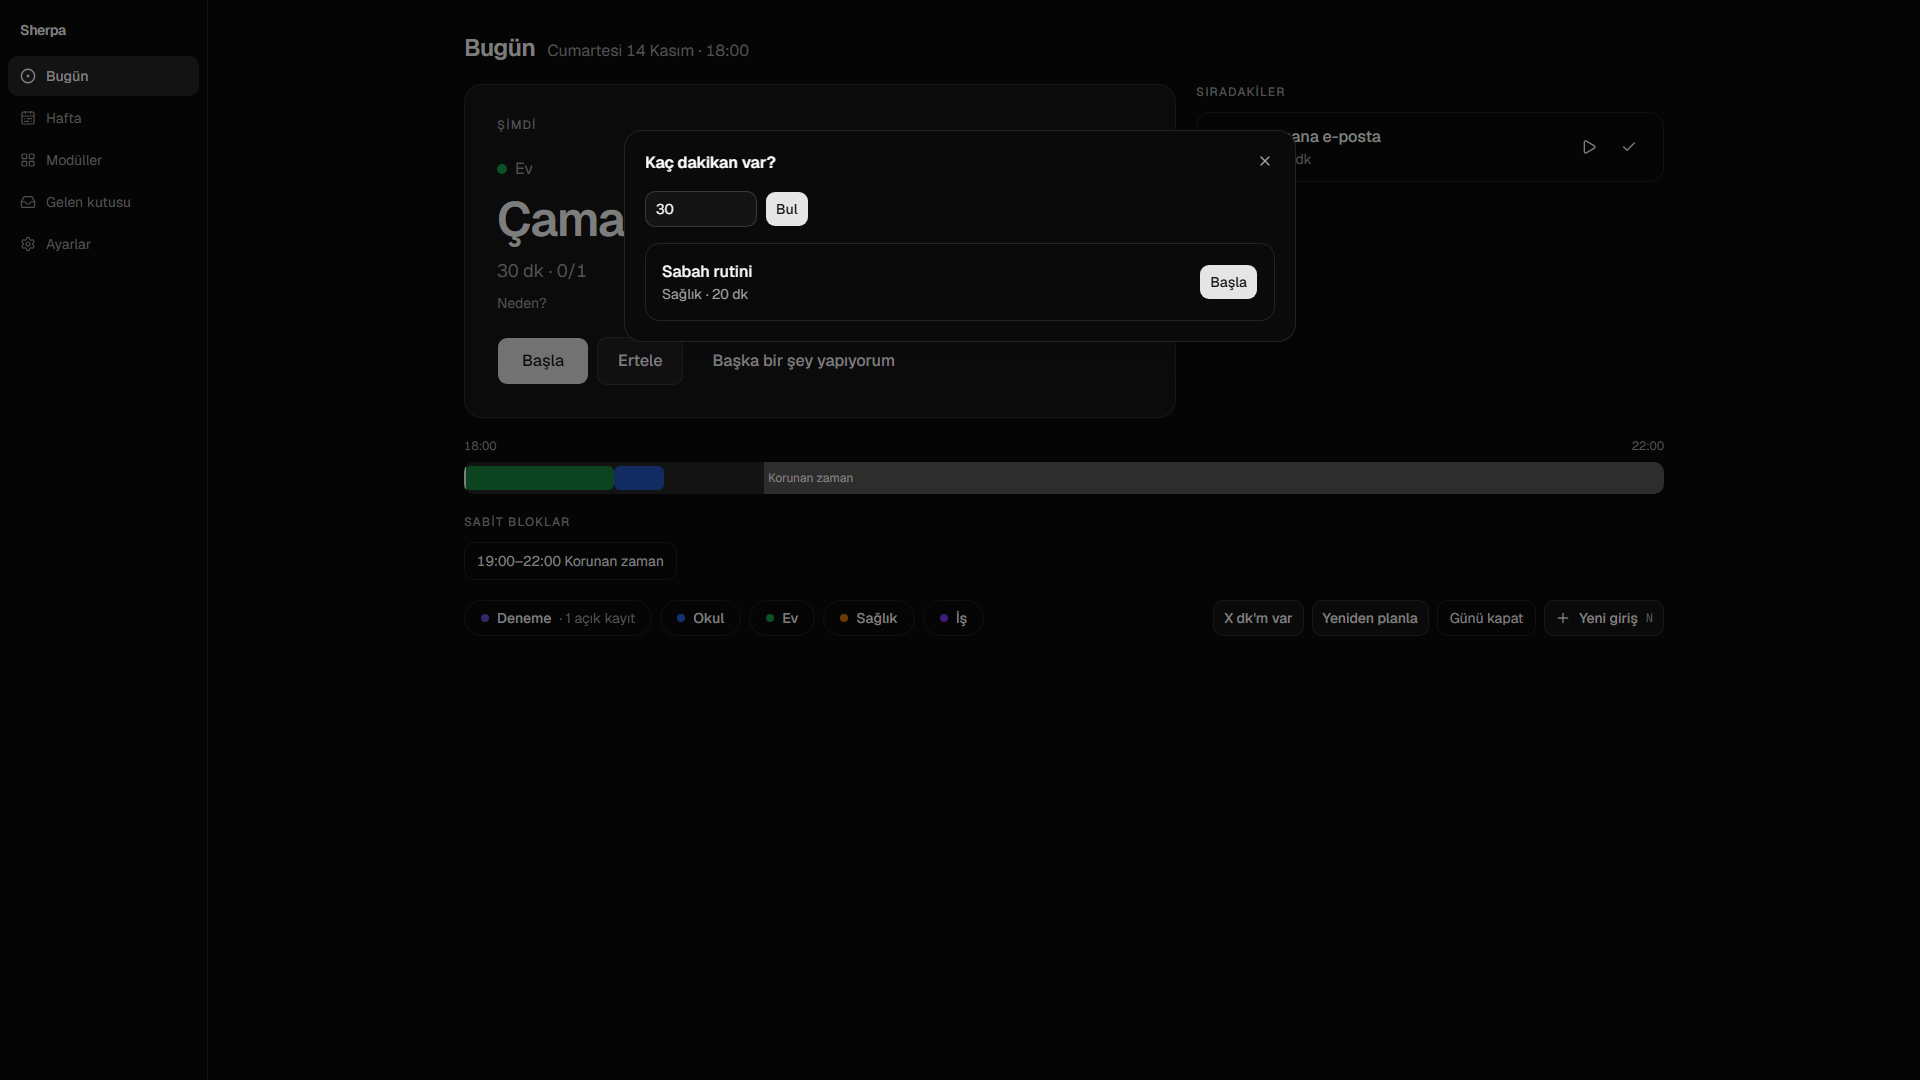 Sherpa
Bugün
Hafta
Modüller
Gelen kutusu
Ayarlar
Bugün Cumartesi 14 Kasım · 18:00
ŞİMDİ
Ev
Çama
30 dk · 0/1
Neden?
Başla
Ertele
Başka bir şey yapıyorum
Kaç dakikan var?
30
Bul
Sabah rutini
Sağlık · 20 dk
Başla
SIRADAKİLER
ana e-posta
dk
18:00
22:00
Korunan zaman
SABİT BLOKLAR
19:00–22:00 Korunan zaman
Deneme · 1 açık kayıt
Okul
Ev
Sağlık
İş
X dk'm var
Yeniden planla
Günü kapat
Yeni giriş N